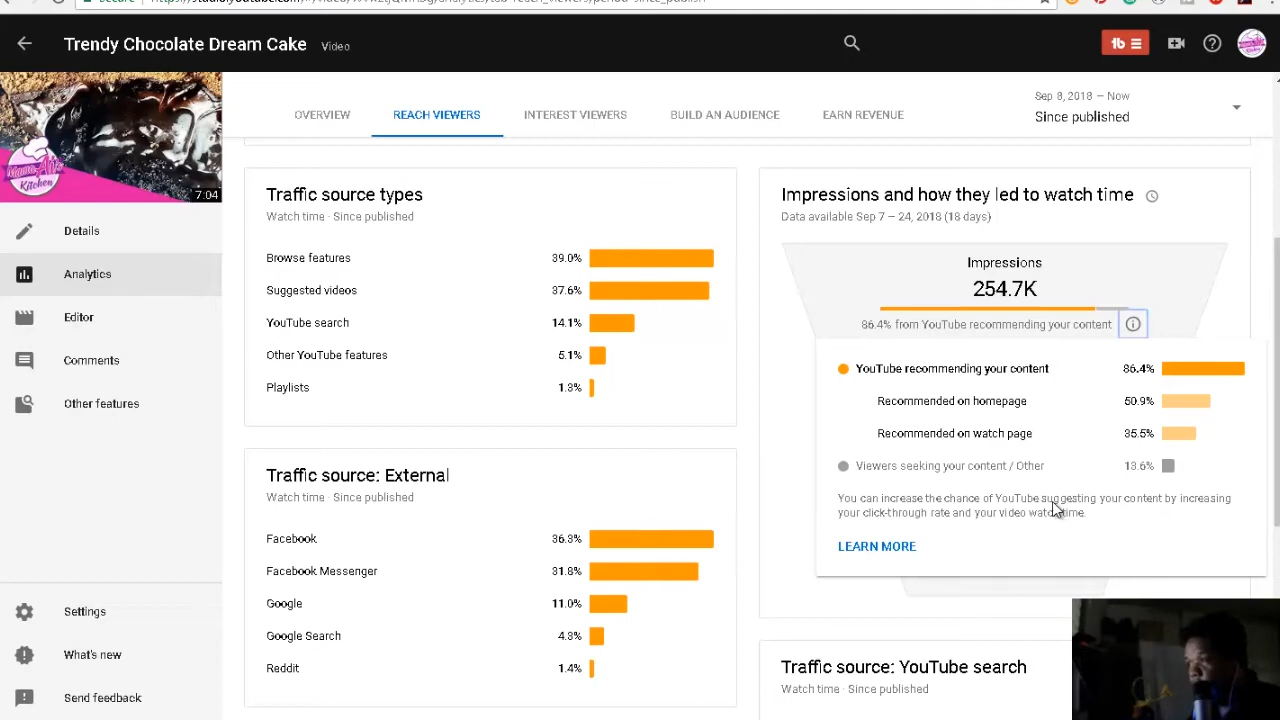 Trendy Chocolate Dream Cake Video
1b
7:04
Kitchen
Details
Analytics
Editor
Comments
Other features
Settings
What's new
Send feedback
OVERVIEW
REACH VIEWERS
INTEREST VIEWERS
BUILD AN AUDIENCE
EARN REVENUE
Sep 8, 2018 – Now
Since published
Traffic source types
Watch time · Since published
Browse features 39.0%
Suggested videos 37.6%
YouTube search 14.1%
Other YouTube features 5.1%
Playlists 1.3%
Traffic source: External
Watch time · Since published
Facebook 36.3%
Facebook Messenger 31.8%
Google 11.0%
Google Search 4.3%
Reddit 1.4%
Impressions and how they led to watch time
Data available Sep 7 – 24, 2018 (18 days)
Impressions
254.7K
86.4% from YouTube recommending your content
YouTube recommending your content 86.4%
Recommended on homepage 50.9%
Recommended on watch page 35.5%
Viewers seeking your content / Other 13.6%
You can increase the chance of YouTube suggesting your content by increasing
your click-through rate and your video watch time.
LEARN MORE
Traffic source: YouTube search
Watch time · Since published